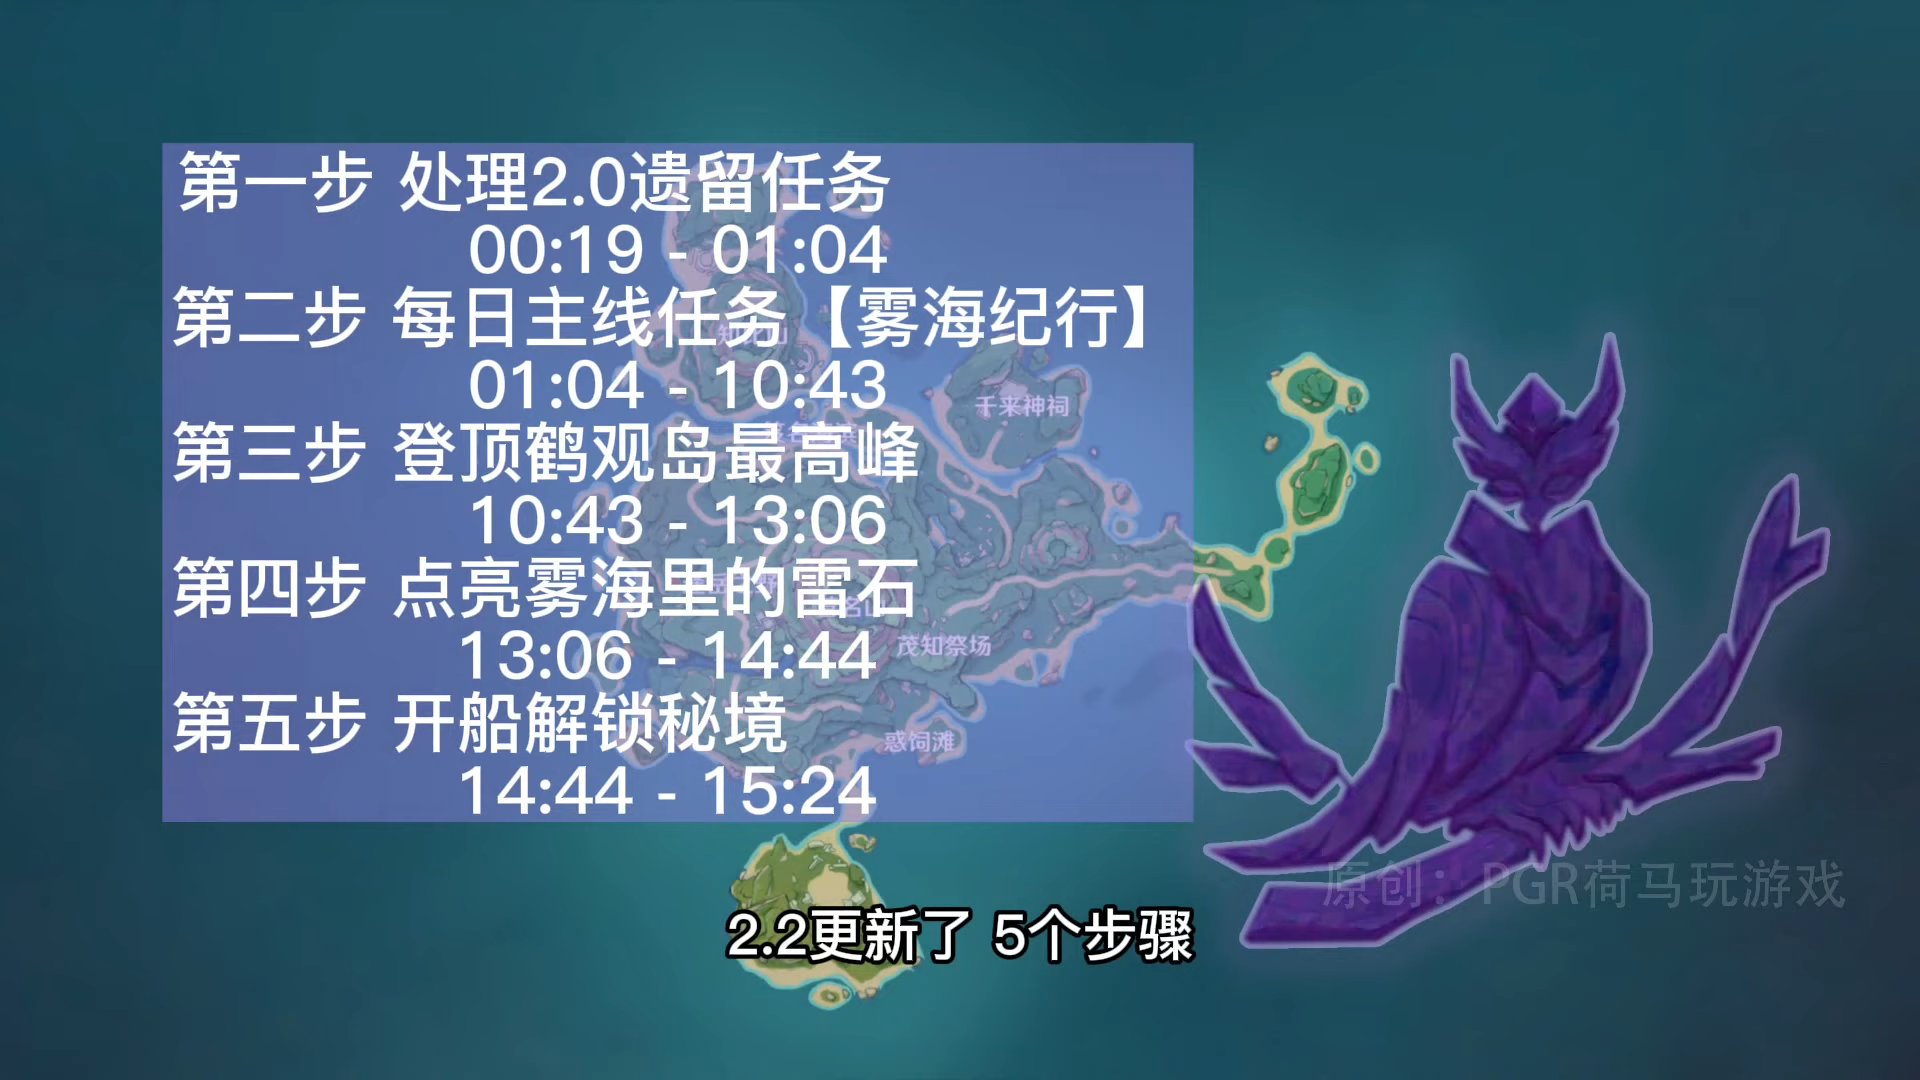 第一步 处理2.0遗留任务
00:19 - 01:04
第二步 每日主线任务【雾海纪行】
01:04 - 10:43
第三步 登顶鹤观岛最高峰
10:43 - 13:06
第四步 点亮雾海里的雷石
13:06 - 14:44
第五步 开船解锁秘境
14:44 - 15:24
千来神祠
茂知祭场
惑饲滩
原创：PGR荷马玩游戏
2.2更新了 5个步骤